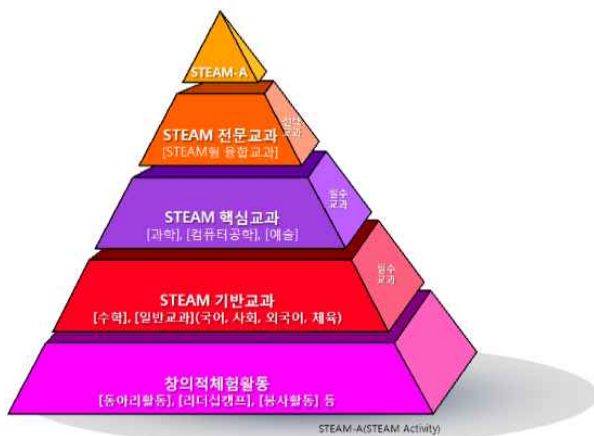 STEAM-A
STEAM 전문교과
[STEAM형 융합교과]
선택
교과
STEAM 핵심교과
[과학], [컴퓨터공학], [예술]
필수
교과
STEAM 기반교과
[수학], [일반교과](국어, 사회, 외국어, 체육)
필수
교과
창의적체험활동
[동아리활동], [리더십캠프], [봉사활동] 등
STEAM-A(STEAM Activity)